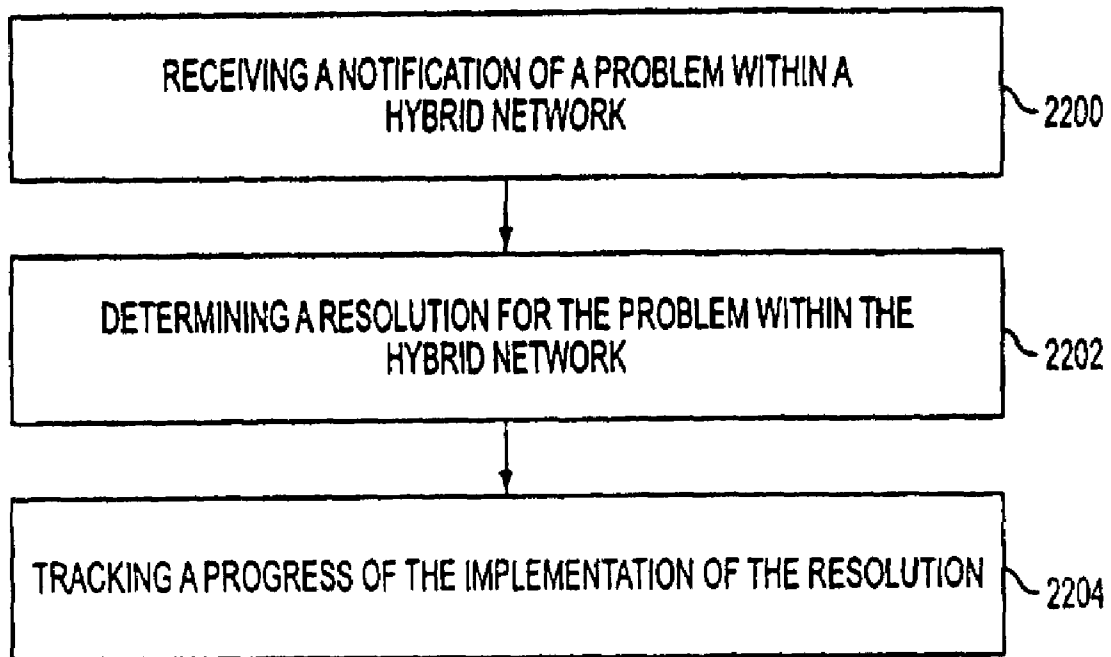 RECEIVING A NOTIFICATION OF A PROBLEM WITHIN A
HYBRID NETWORK
2200
DETERMINING A RESOLUTION FOR THE PROBLEM WITHIN THE
HYBRID NETWORK
2202
TRACKING A PROGRESS OF THE IMPLEMENTATION OF THE RESOLUTION
2204